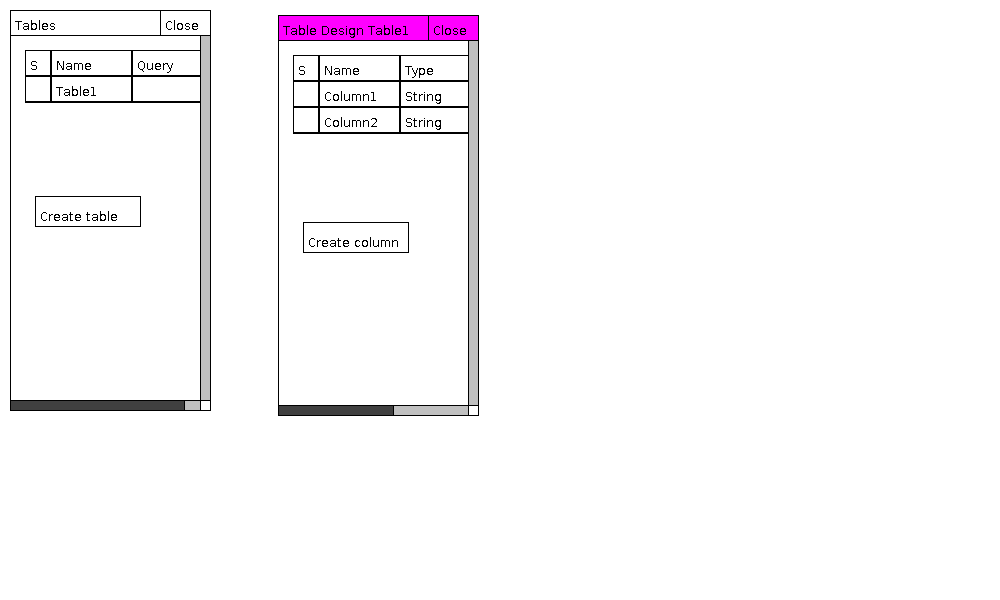 Tables Close
S Name Query
Table1
Create table
Table Design Table1 Close
S Name Type
Column1 String
Column2 String
Create column